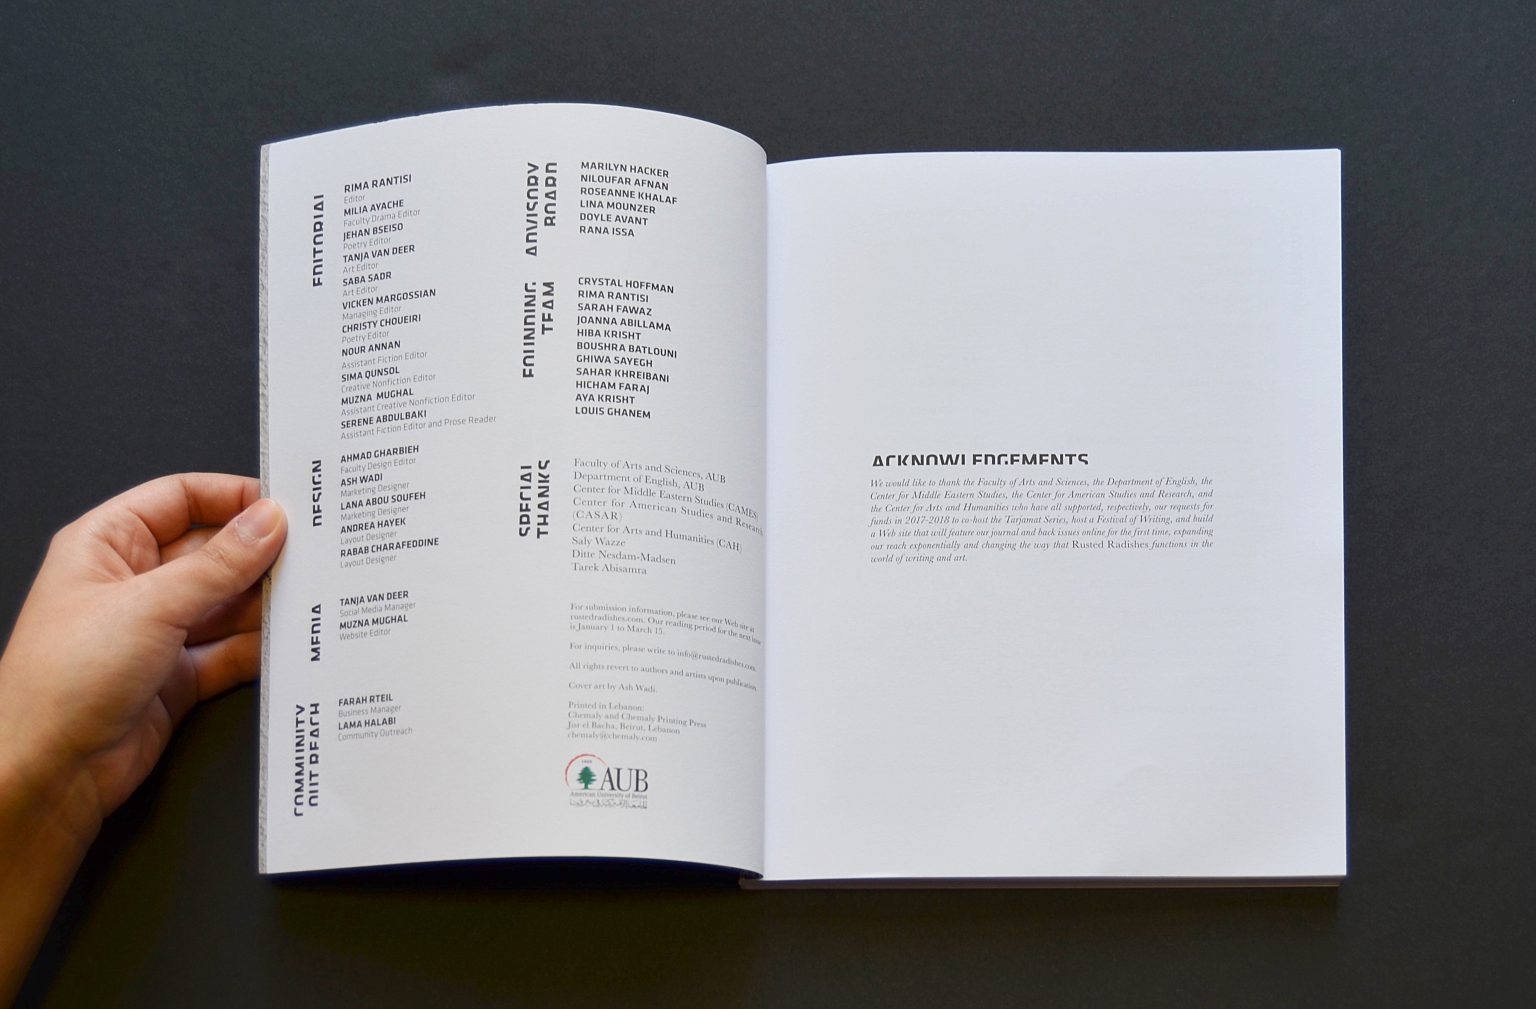 EDITORIAL
RIMA RANTISI
Editor
MILIA AYACHE
Faculty Drama Editor
JEHAN BSEISO
Poetry Editor
TANJA VAN DEER
Art Editor
SABA SADR
Art Editor
VICKEN MARGOSSIAN
Managing Editor
CHRISTY CHOUEIRI
Poetry Editor
NOUR ANNAN
Assistant Fiction Editor
SIMA QUNSOL
Creative Nonfiction Editor
MUZNA MUGHAL
Assistant Creative Nonfiction Editor
SERENE ABDULBAKI
Assistant Fiction Editor and Prose Reader
DESIGN
AHMAD GHARBIEH
Faculty Design Editor
ASH WADI
Marketing Designer
LANA ABOU SOUFEH
Marketing Designer
ANDREA HAYEK
Layout Designer
RABAB CHARAFEDDINE
Layout Designer
MEDIA
TANJA VAN DEER
Social Media Manager
MUZNA MUGHAL
Website Editor
COMMUNITY
OUTREACH
FARAH RTEIL
Business Manager
LAMA HALABI
Community Outreach
ADVISORY
BOARD
MARILYN HACKER
NILOUFAR AFNAN
ROSEANNE KHALAF
LINA MOUNZER
DOYLE AVANT
RANA ISSA
FOUNDING
TEAM
CRYSTAL HOFFMAN
RIMA RANTISI
SARAH FAWAZ
JOANNA ABILLAMA
HIBA KRISHT
BOUSHRA BATLOUNI
GHIWA SAYEGH
SAHAR KHREIBANI
HICHAM FARAJ
AYA KRISHT
LOUIS GHANEM
SPECIAL
THANKS
Faculty of Arts and Sciences, AUB
Department of English, AUB
Center for Middle Eastern Studies (CAMES)
Center for American Studies and Research
(CASAR)
Center for Arts and Humanities (CAH)
Saly Wazze
Ditte Nesdam-Madsen
Tarek Abisamra
For submission information, please see our Web site at
rustedradishes.com. Our reading period for the next issue
is January 1 to March 15.
For inquiries, please write to info@rustedradishes.com
All rights revert to authors and artists upon publication
Cover art by Ash Wadi.
Printed in Lebanon:
Chemaly and Chemaly Printing Press
Jisr el Bacha, Beirut, Lebanon
chemaly@chemaly.com
AUB
American University of Beirut
ACKNOWLEDGEMENTS
We would like to thank the Faculty of Arts and Sciences, the Department of English, the
Center for Middle Eastern Studies, the Center for American Studies and Research, and
the Center for Arts and Humanities who have all supported, respectively, our requests for
funds in 2017-2018 to co-host the Tarjamat Series, host a Festival of Writing, and build
a Web site that will feature our journal and back issues online for the first time, expanding
our reach exponentially and changing the way that Rusted Radishes functions in the
world of writing and art.